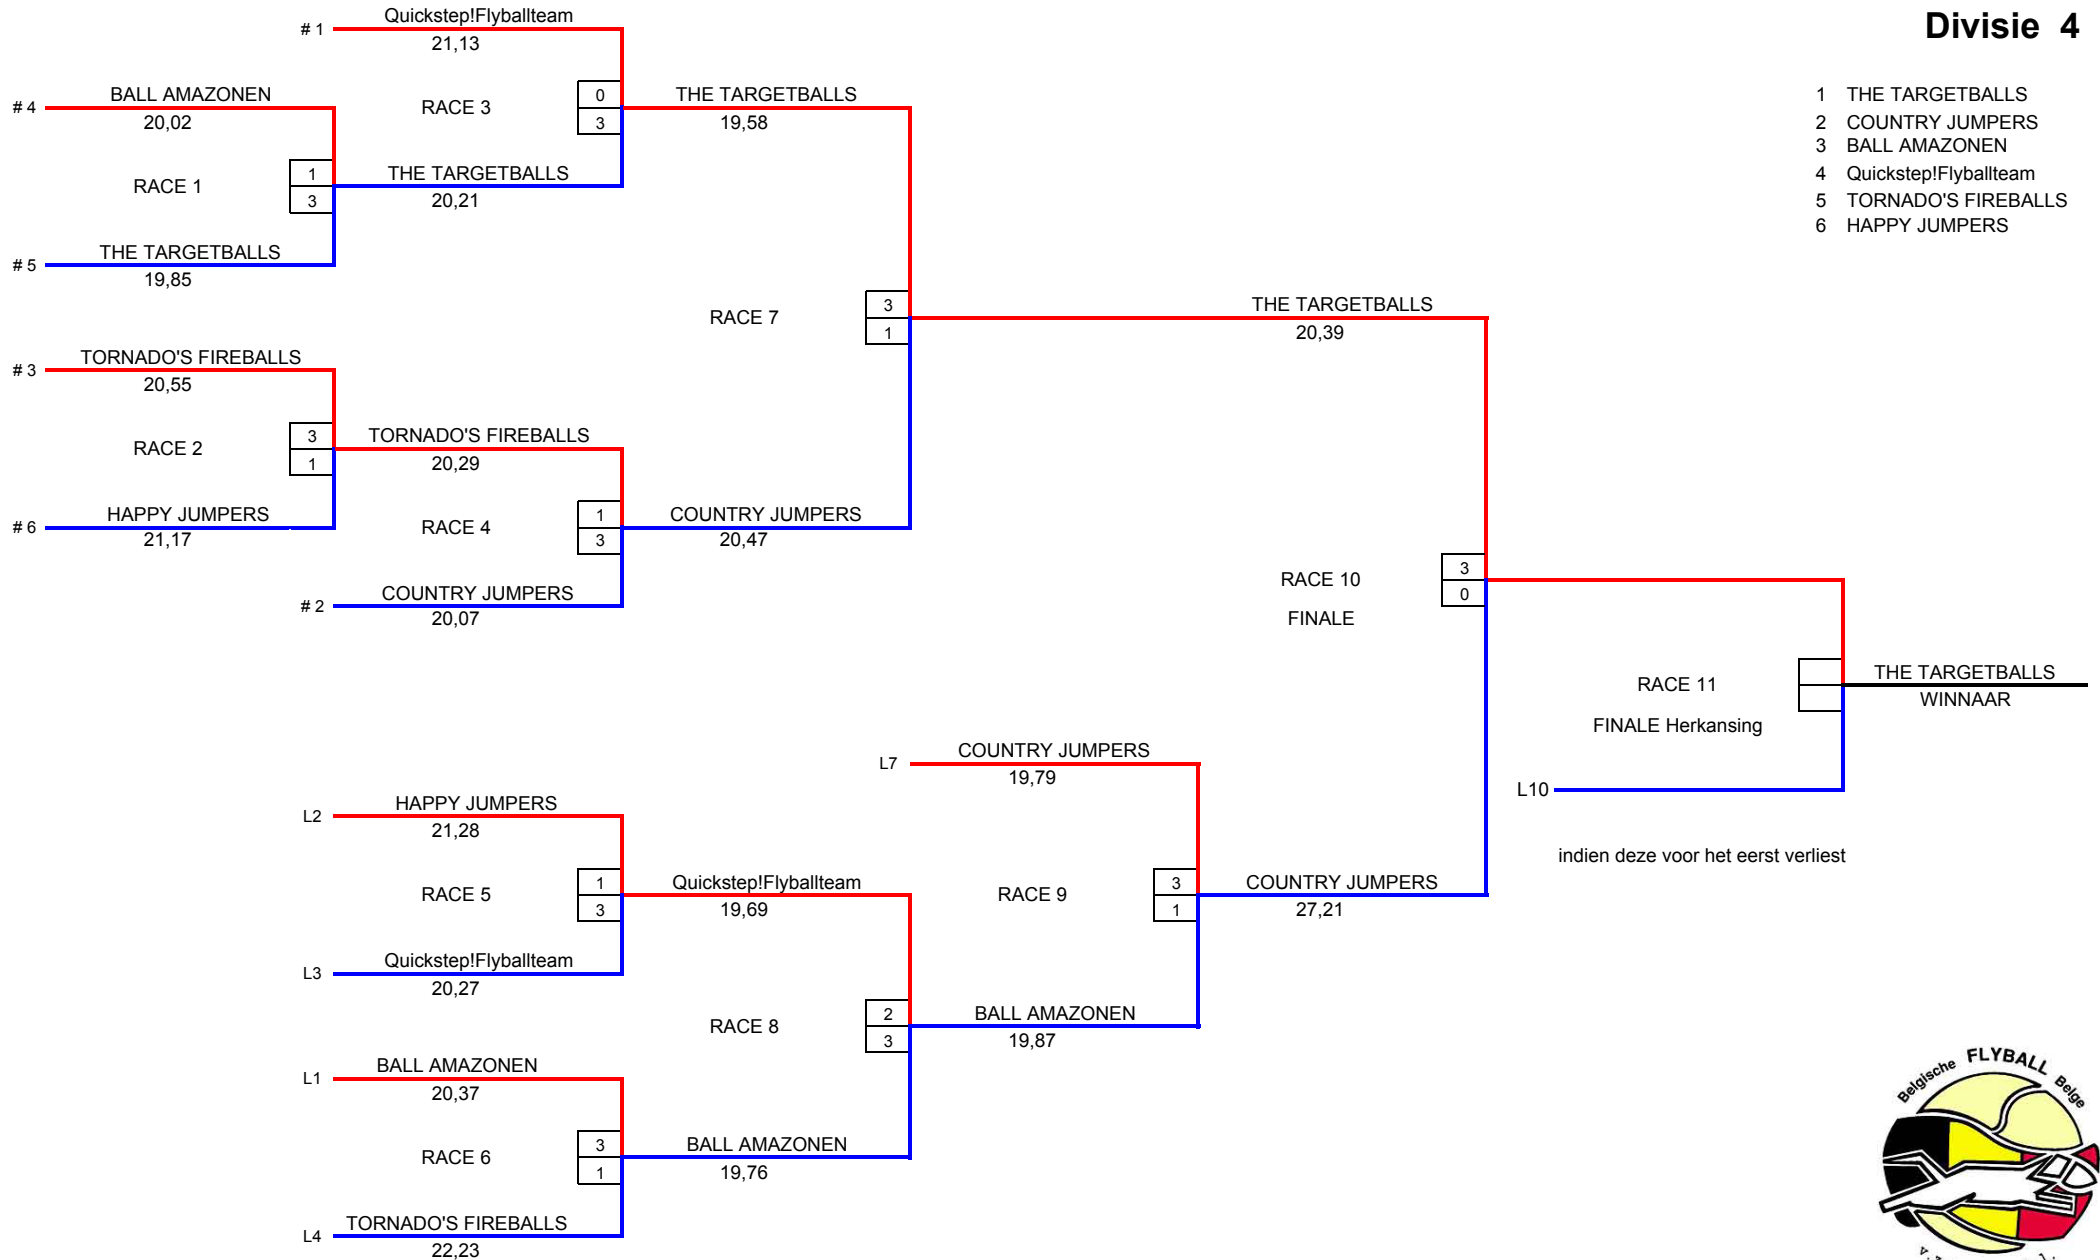 Divisie 4
1 THE TARGETBALLS
2 COUNTRY JUMPERS
3 BALL AMAZONEN
4 Quickstep!Flyballteam
5 TORNADO'S FIREBALLS
6 HAPPY JUMPERS
# 1 Quickstep!Flyballteam
21,13
# 4 BALL AMAZONEN
20,02
RACE 3
0
3
THE TARGETBALLS
19,58
RACE 1
1
3
THE TARGETBALLS
20,21
# 5 THE TARGETBALLS
19,85
RACE 7
3
1
THE TARGETBALLS
20,39
# 3 TORNADO'S FIREBALLS
20,55
RACE 2
3
1
TORNADO'S FIREBALLS
20,29
# 6 HAPPY JUMPERS
21,17
RACE 4
1
3
COUNTRY JUMPERS
20,47
# 2 COUNTRY JUMPERS
20,07
RACE 10
FINALE
3
0
RACE 11
FINALE Herkansing
THE TARGETBALLS
WINNAAR
L10
indien deze voor het eerst verliest
L7 COUNTRY JUMPERS
19,79
L2 HAPPY JUMPERS
21,28
RACE 5
1
3
Quickstep!Flyballteam
19,69
RACE 9
3
1
COUNTRY JUMPERS
27,21
L3 Quickstep!Flyballteam
20,27
RACE 8
2
3
BALL AMAZONEN
19,87
L1 BALL AMAZONEN
20,37
RACE 6
3
1
BALL AMAZONEN
19,76
L4 TORNADO'S FIREBALLS
22,23
Belgische FLYBALL Belge